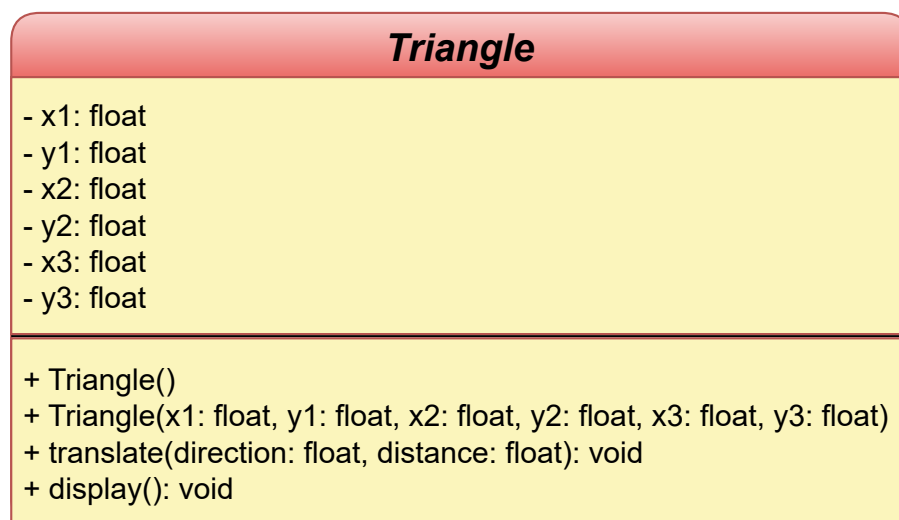 Triangle
- x1: float
- y1: float
- x2: float
- y2: float
- x3: float
- y3: float
+ Triangle()
+ Triangle(x1: float, y1: float, x2: float, y2: float, x3: float, y3: float)
+ translate(direction: float, distance: float): void
+ display(): void